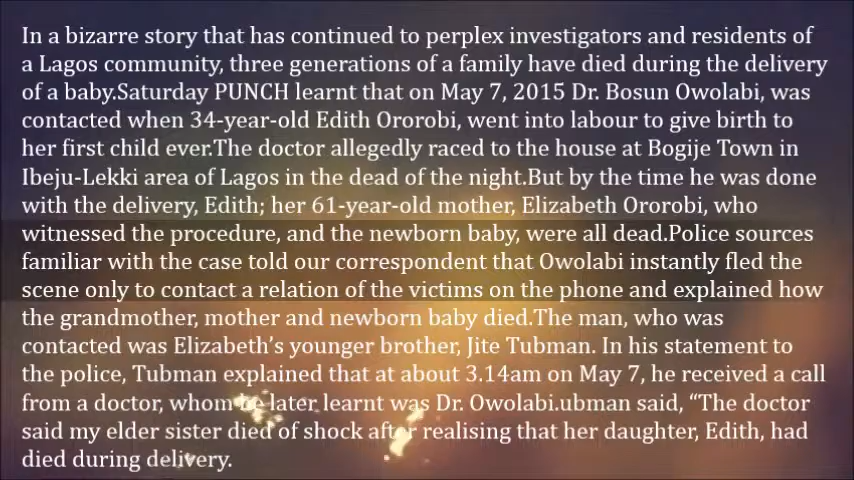 In a bizarre story that has continued to perplex investigators and residents of
a Lagos community, three generations of a family have died during the delivery
of a baby.Saturday PUNCH learnt that on May 7, 2015 Dr. Bosun Owolabi, was
contacted when 34-year-old Edith Ororobi, went into labour to give birth to
her first child ever.The doctor allegedly raced to the house at Bogije Town in
Ibeju-Lekki area of Lagos in the dead of the night.But by the time he was done
with the delivery, Edith; her 61-year-old mother, Elizabeth Ororobi, who
witnessed the procedure, and the newborn baby, were all dead.Police sources
familiar with the case told our correspondent that Owolabi instantly fled the
scene only to contact a relation of the victims on the phone and explained how
the grandmother, mother and newborn baby died.The man, who was
contacted was Elizabeth’s younger brother, Jite Tubman. In his statement to
the police, Tubman explained that at about 3.14am on May 7, he received a call
from a doctor, whom he later learnt was Dr. Owolabi.ubman said, “The doctor
said my elder sister died of shock after realising that her daughter, Edith, had
died during delivery.